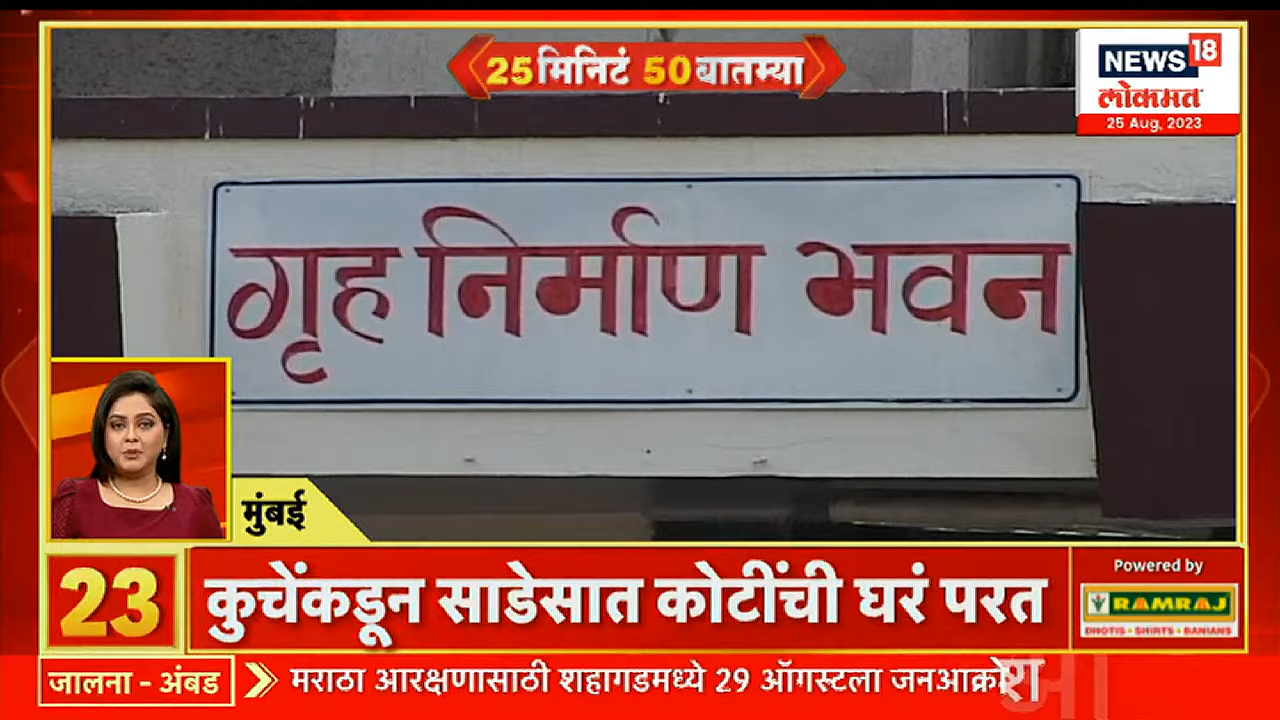 25 मिनिटं 50 बातम्या
NEWS 18
लोकमत
25 Aug, 2023
गृह निर्माण भवन
मुंबई
23
कुचेंकडून साडेसात कोटींची घरं परत
Powered by
RAMRAJ
DHOTIS • SHIRTS • BANIANS
जालना - अंबड
मराठा आरक्षणासाठी शहागडमध्ये 29 ऑगस्टला